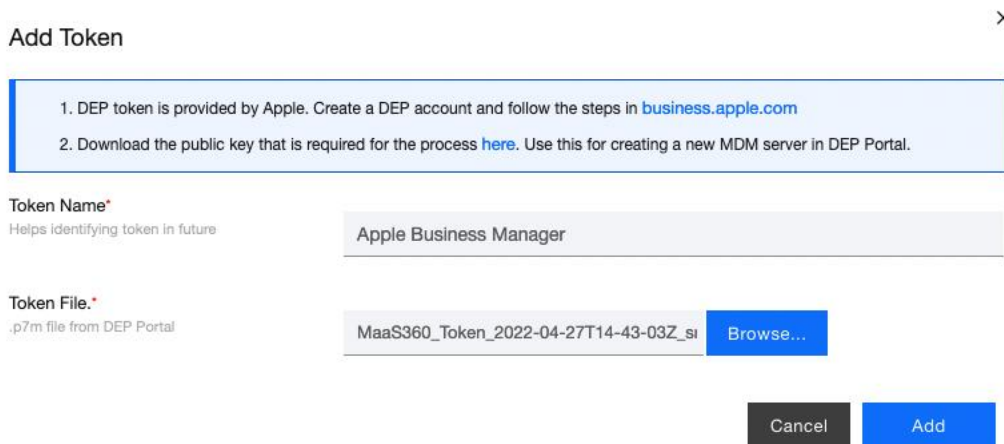 Add Token
1. DEP token is provided by Apple. Create a DEP account and follow the steps in business.apple.com
2. Download the public key that is required for the process here. Use this for creating a new MDM server in DEP Portal.
Token Name*
Helps identifying token in future
Apple Business Manager
Token File.*
.p7m file from DEP Portal
MaaS360_Token_2022-04-27T14-43-03Z_s
Browse...
Cancel
Add